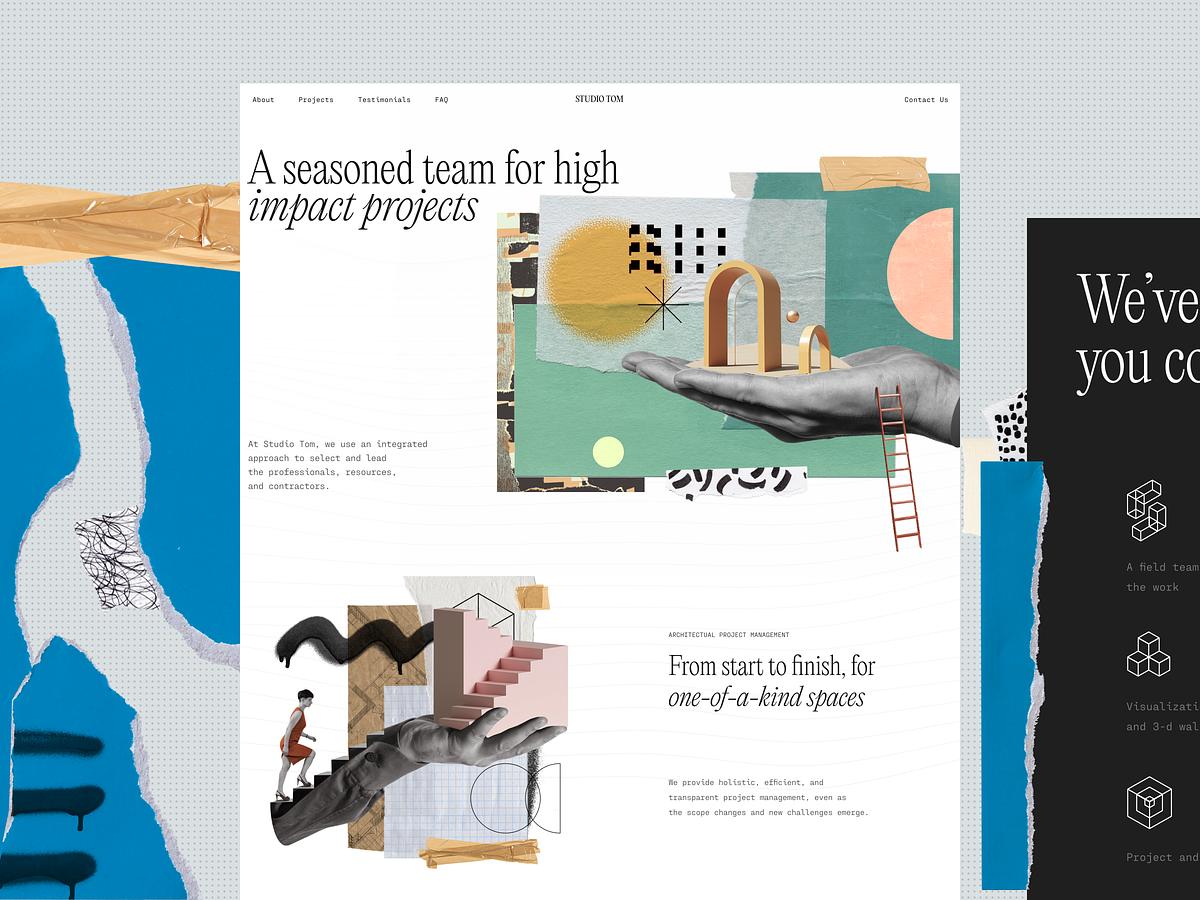 About Projects Testimonials FAQ STUDIO TOM Contact Us
A seasoned team for high
impact projects
At Studio Tom, we use an integrated
approach to select and lead
the professionals, resources,
and contractors.
ARCHITECTUAL PROJECT MANAGEMENT
From start to finish, for
one-of-a-kind spaces
We provide holistic, efficient, and
transparent project management, even as
the scope changes and new challenges emerge.
We've
you co
A field team
the work
Visualizati
and 3-d wal
Project and